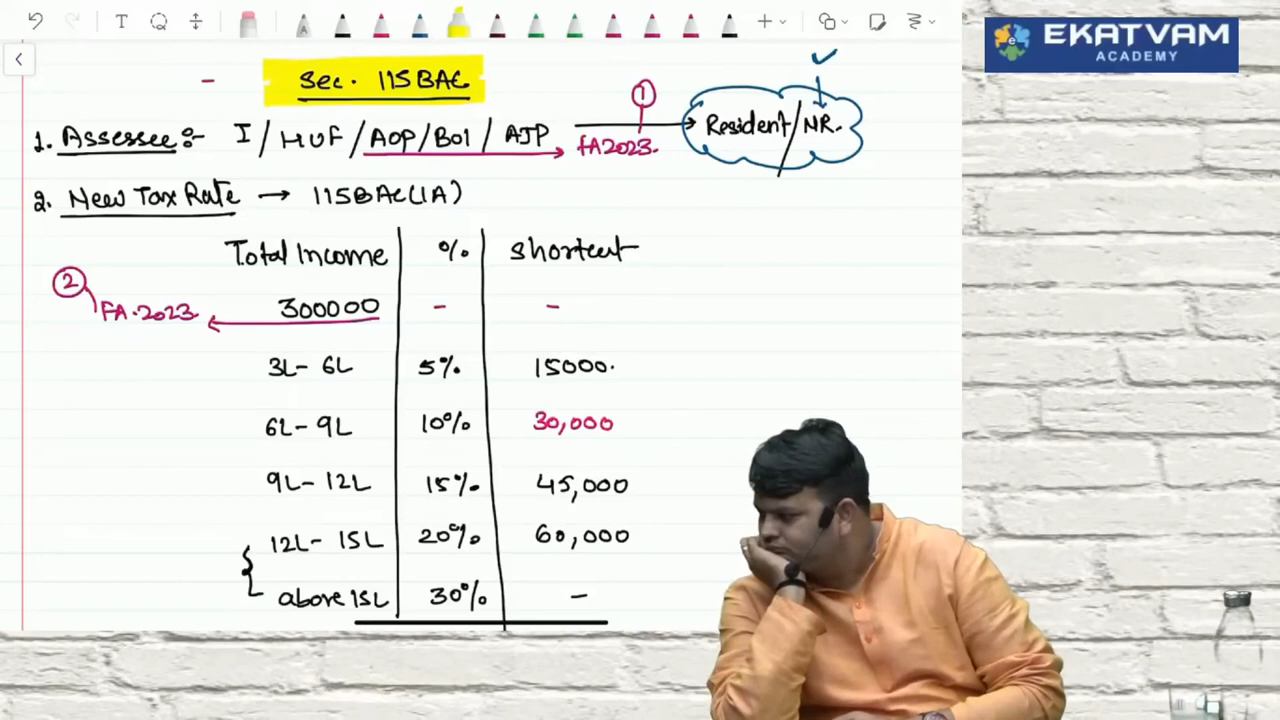 EKATVAM
ACADEMY
Sec. 115BAC
1. Assessee :- I / HUF / AOP/BOI / AJP FA2023. ① Resident/NR.
2. New Tax Rate → 115BAC(1A)
Total Income % Shortcut
② FA.2023 300000 - -
3L- 6L 5% 15000.
6L- 9L 10% 30,000
9L- 12L 15% 45,000
12L- 15L 20% 60,000
above 15L 30% -